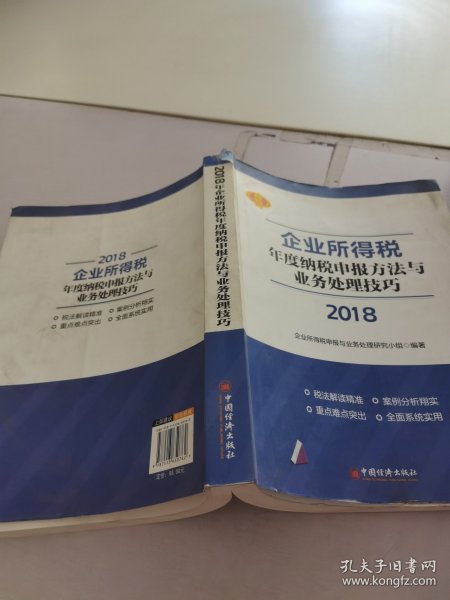 2018
企业所得税
年度纳税申报方法与
业务处理技巧
税法解读精准
案例分析翔实
重点难点突出
全面系统实用
2018年企业所得税年度纳税申报方法与业务处理技巧
中国经济出版社
企业所得税
年度纳税申报方法与
业务处理技巧
2018
企业所得税申报与业务处理研究小组◎编著
税法解读精准
案例分析翔实
重点难点突出
全面系统实用
中国经济出版社
孔夫子旧书网
www.kongfz.com